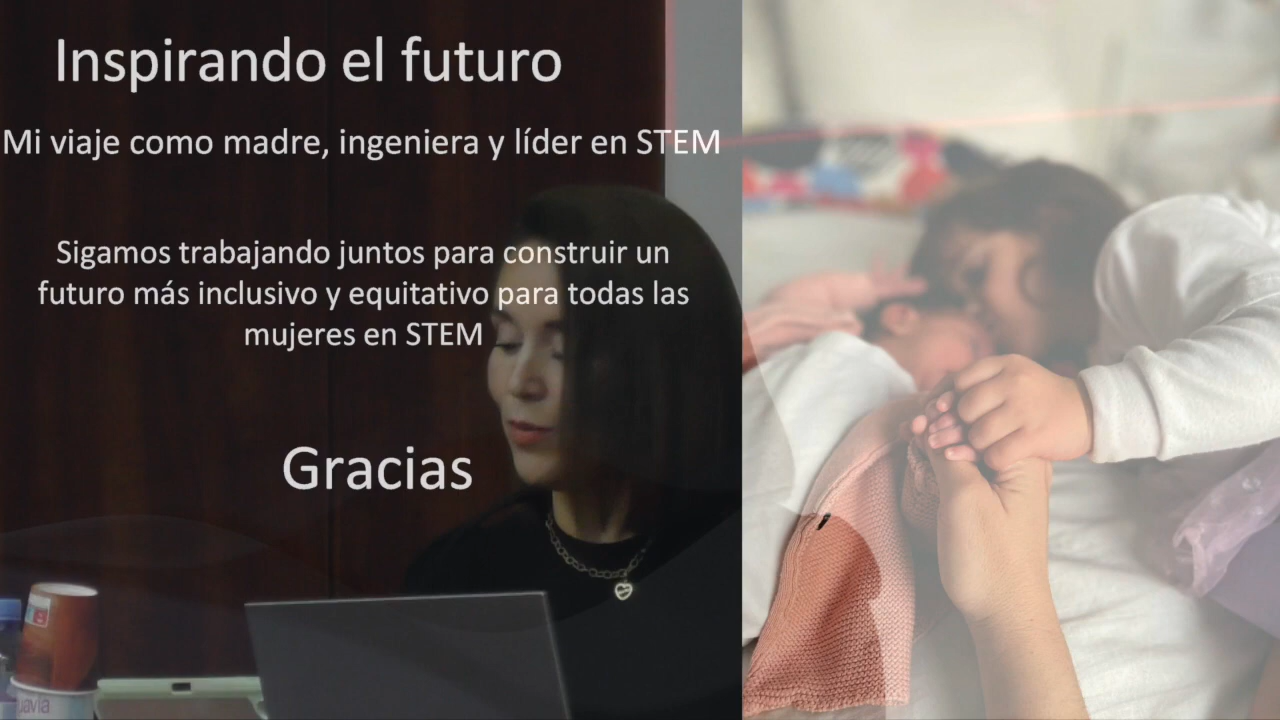 Inspirando el futuro
Mi viaje como madre, ingeniera y líder en STEM
Sigamos trabajando juntos para construir un
futuro más inclusivo y equitativo para todas las
mujeres en STEM
Gracias